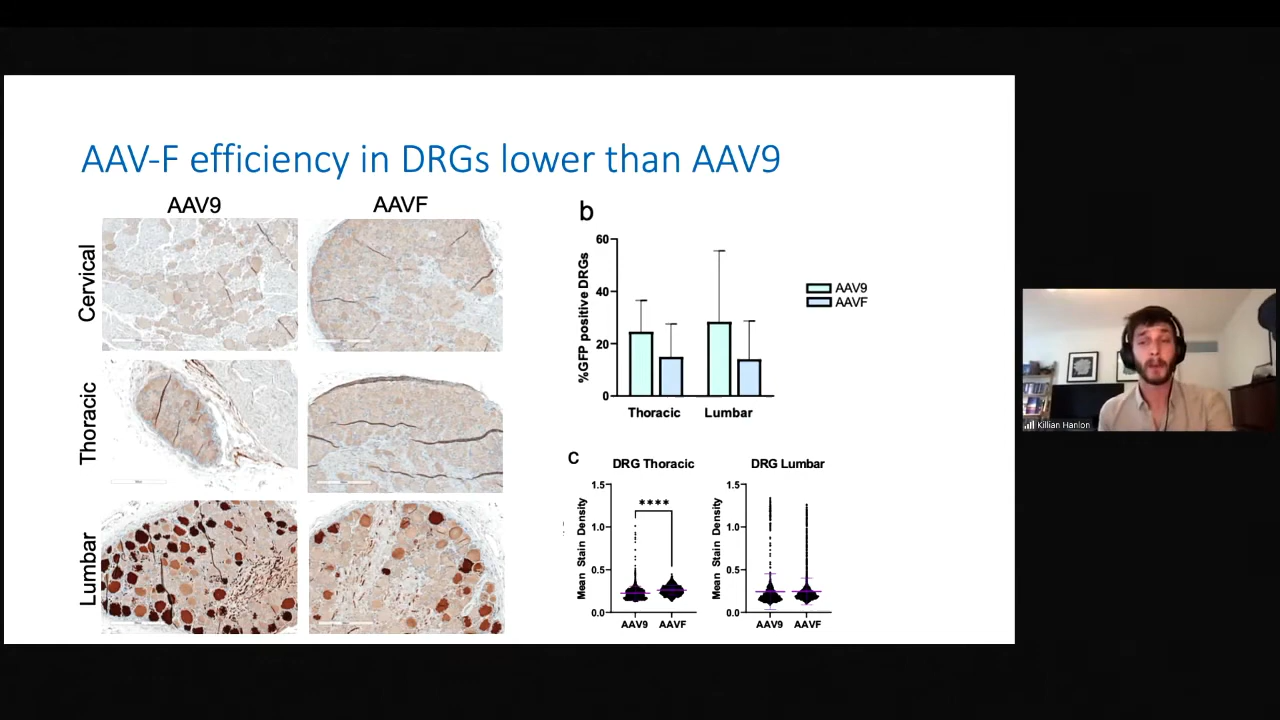 AAV-F efficiency in DRGs lower than AAV9
AAV9
AAVF
Cervical
Thoracic
Lumbar
b
%GFP positive DRGs
60
40
20
0
Thoracic
Lumbar
AAV9
AAVF
c
DRG Thoracic
Mean Stain Density
1.5
1.0
0.5
0.0
****
AAV9
AAVF
DRG Lumbar
Mean Stain Density
1.5
1.0
0.5
0.0
AAV9
AAVF
Killian Hanlon